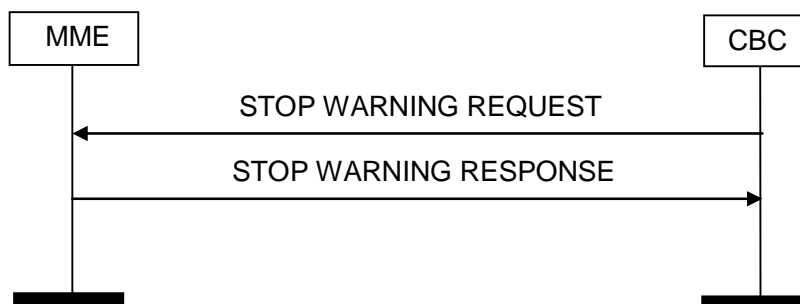 MME
CBC
STOP WARNING REQUEST
STOP WARNING RESPONSE